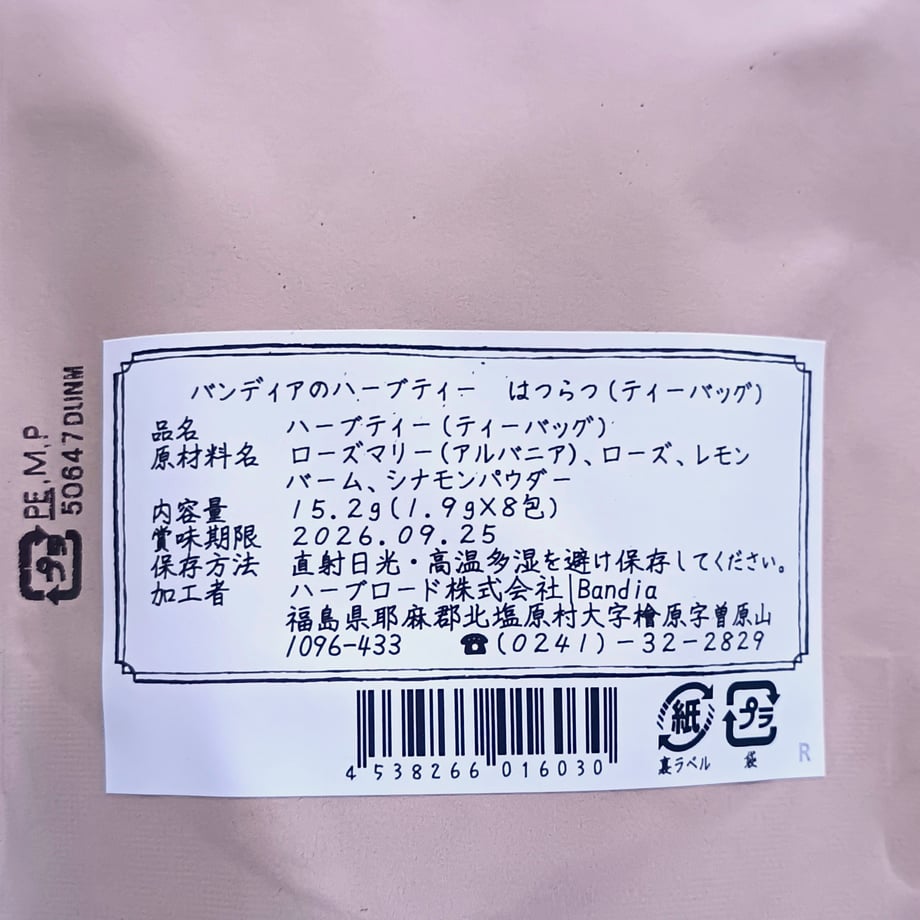 バンディアのハーブティー　はつらつ(ティーバッグ)
品名　ハーブティー(ティーバッグ)
原材料名　ローズマリー(アルバニア)、ローズ、レモン
バーム、シナモンパウダー
内容量　15.2g(1.9g×8包)
賞味期限　2026.09.25
保存方法　直射日光・高温多湿を避け保存してください。
加工者　ハーブロード株式会社|Bandia
福島県耶麻郡北塩原村大字檜原字曽原山
1096-433　☎(0241)-32-2829
4 538266 016030
紙
裏ラベル
プラ
袋
R
プラ PE,M,P
50647DUNM